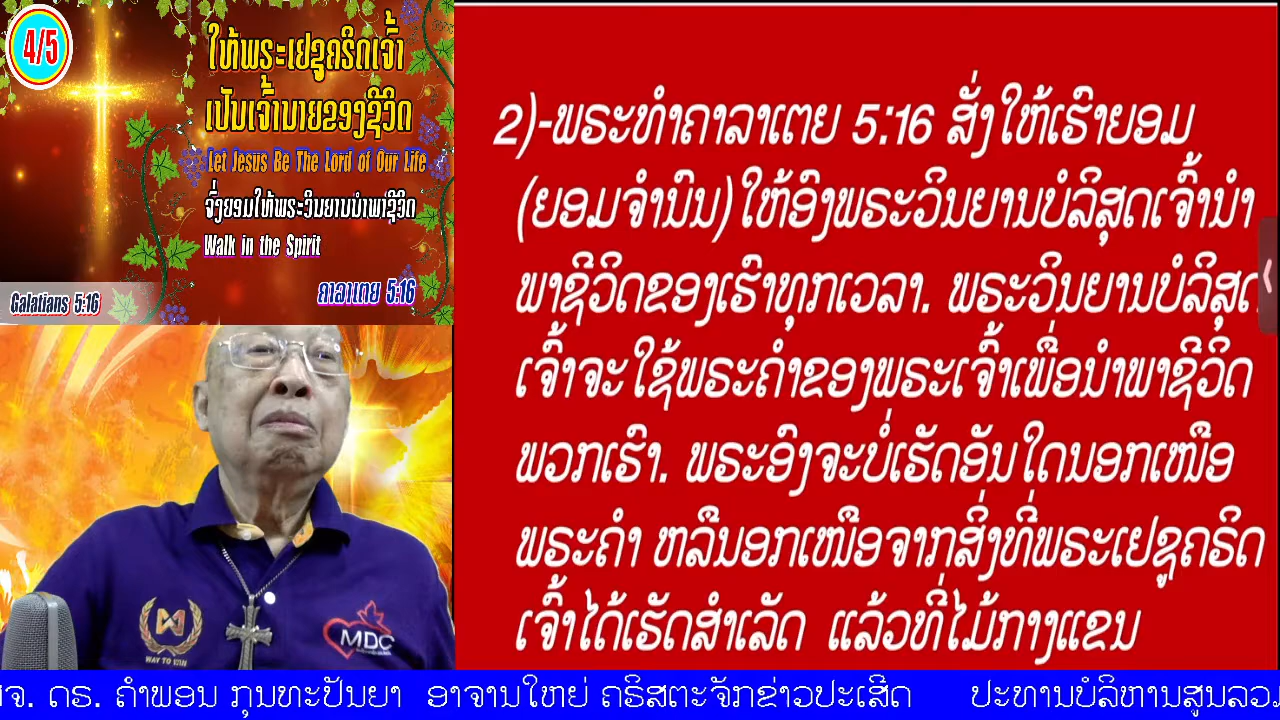 4/5
ໃຫ້ພຣະເຢຊູຄຣິດເຈົ້າ
ເປັນເຈົ້ານາຍຂອງຊີວິດ
Let Jesus Be The Lord of Our Life
ຈົ່ງຍອມໃຫ້ພຣະວິນຍານນຳພາຊີວິດ
Walk in the Spirit
ຄາລາເຕຍ 5:16
Galatians 5:16
2)-ພຣະທຳຄາລາເຕຍ 5:16 ສັ່ງໃຫ້ເຮົາຍອມ
(ຍອມຈຳນົນ) ໃຫ້ອົງພຣະວິນຍານບໍລິສຸດເຈົ້ານຳ
ພາຊີວິດຂອງເຮົາທຸກເວລາ. ພຣະວິນຍານບໍລິສຸດ
ເຈົ້າຈະໃຊ້ພຣະຄຳຂອງພຣະເຈົ້າເພື່ອນຳພາຊີວິດ
ພວກເຮົາ. ພຣະອົງຈະບໍ່ເຮັດອັນໃດນອກເໜືອ
ພຣະຄຳ ຫລືນອກເໜືອຈາກສິ່ງທີ່ພຣະເຢຊູຄຣິດ
ເຈົ້າໄດ້ເຮັດສຳເລັດ ແລ້ວທີ່ໄມ້ກາງແຂນ
WAY TO WIN
MDC
ສຈ. ດຣ. ຄຳພອນ ກຸນທະປັນຍາ ອາຈານໃຫຍ່ ຄຣິສຕະຈັກຂ່າວປະເສີດ ປະທານບໍລິຫານສູນລວມ